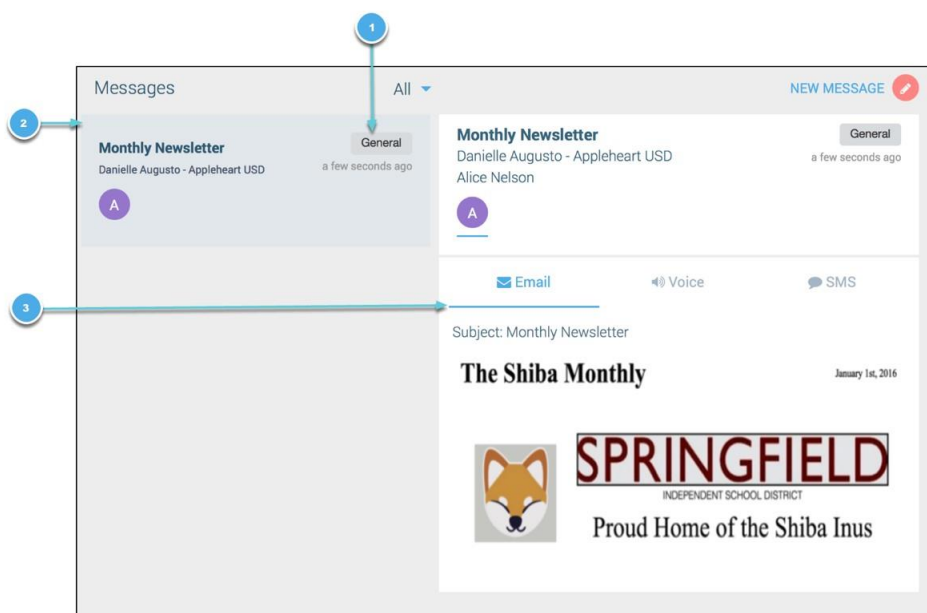 1
Messages
All
NEW MESSAGE
2
Monthly Newsletter
General
Danielle Augusto - Appleheart USD
a few seconds ago
A
Monthly Newsletter
General
Danielle Augusto - Appleheart USD
a few seconds ago
Alice Nelson
A
3
Email
Voice
SMS
Subject: Monthly Newsletter
The Shiba Monthly
January 1st, 2016
SPRINGFIELD
INDEPENDENT SCHOOL DISTRICT
Proud Home of the Shiba Inus